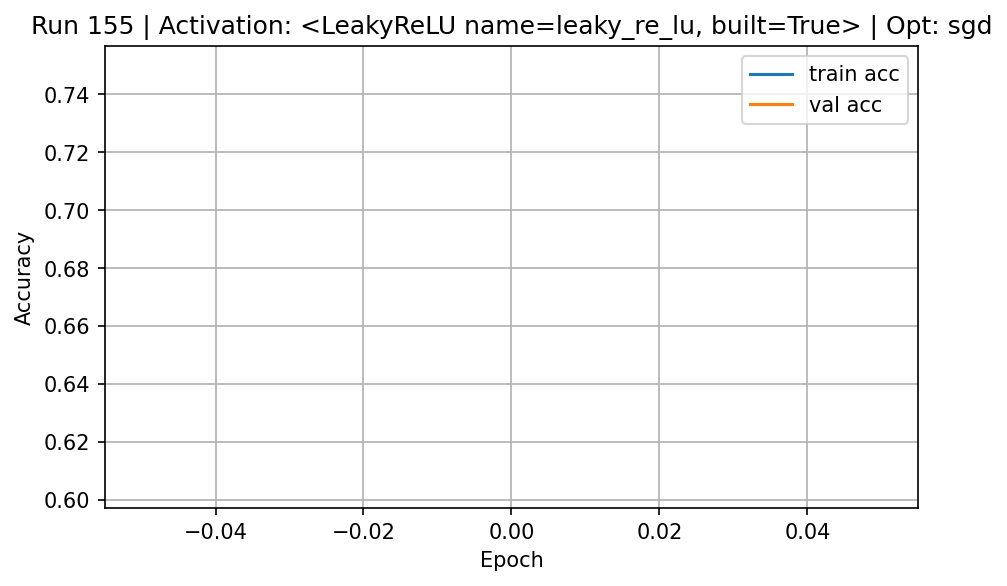 Run 155 | Activation: <LeakyReLU name=leaky_re_lu, built=True> | Opt: sgd
train acc
val acc
0.74
0.72
0.70
0.68
0.66
0.64
0.62
0.60
Accuracy
−0.04
−0.02
0.00
0.02
0.04
Epoch